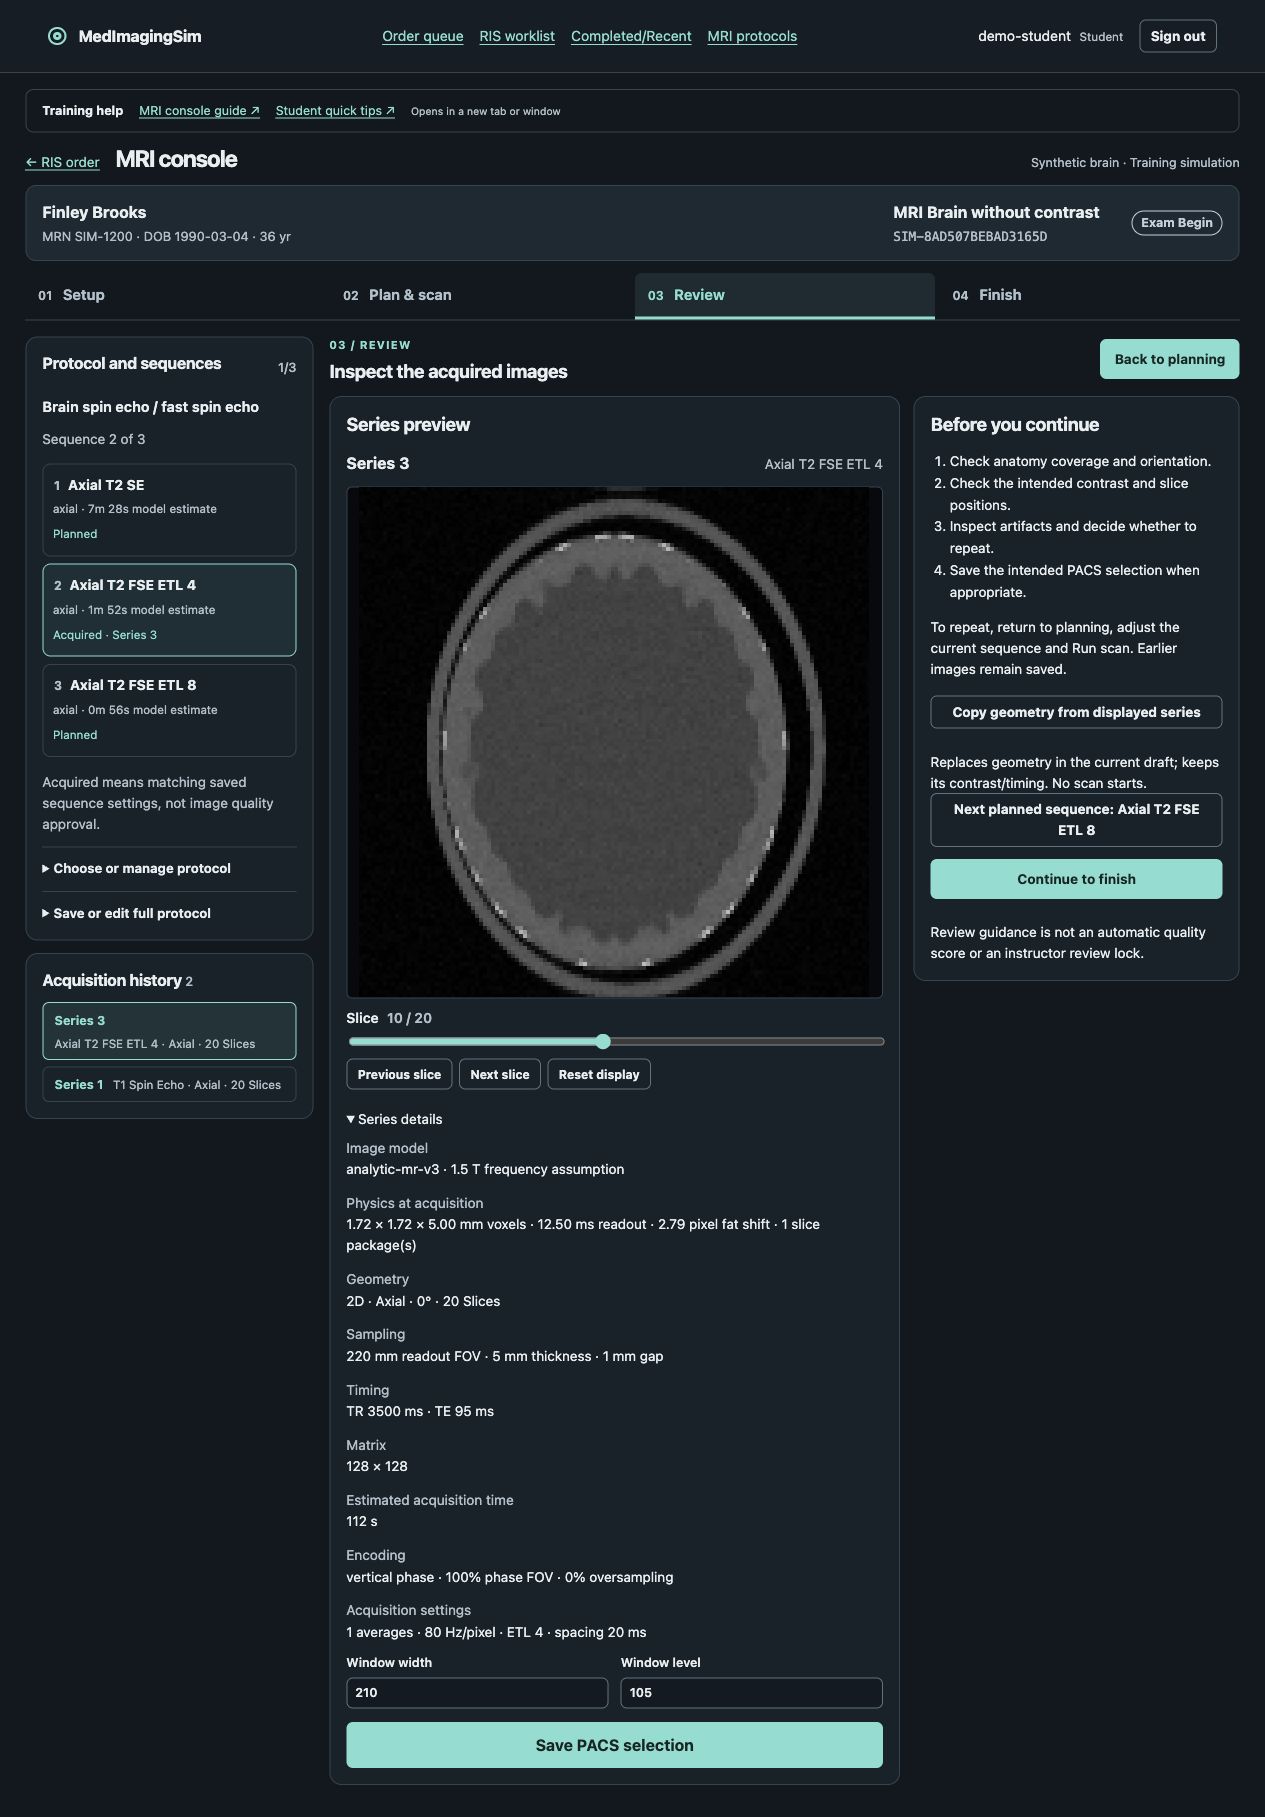 MedImagingSim
Order queue RIS worklist Completed/Recent MRI protocols
demo-student Student Sign out
Training help MRI console guide ↗ Student quick tips ↗ Opens in a new tab or window
← RIS order MRI console
Synthetic brain · Training simulation
Finley Brooks
MRN SIM-1200 · DOB 1990-03-04 · 36 yr
MRI Brain without contrast
SIM-8AD507BEBAD3165D
Exam Begin
01 Setup
02 Plan & scan
03 Review
04 Finish
Protocol and sequences 1/3
Brain spin echo / fast spin echo
Sequence 2 of 3
1 Axial T2 SE
axial · 7m 28s model estimate
Planned
2 Axial T2 FSE ETL 4
axial · 1m 52s model estimate
Acquired · Series 3
3 Axial T2 FSE ETL 8
axial · 0m 56s model estimate
Planned
Acquired means matching saved
sequence settings, not image quality
approval.
Choose or manage protocol
Save or edit full protocol
Acquisition history 2
Series 3
Axial T2 FSE ETL 4 · Axial · 20 Slices
Series 1 T1 Spin Echo · Axial · 20 Slices
03 / REVIEW
Inspect the acquired images
Back to planning
Series preview
Series 3 Axial T2 FSE ETL 4
Slice 10 / 20
Previous slice Next slice Reset display
Series details
Image model
analytic-mr-v3 · 1.5 T frequency assumption
Physics at acquisition
1.72 × 1.72 × 5.00 mm voxels · 12.50 ms readout · 2.79 pixel fat shift · 1 slice
package(s)
Geometry
2D · Axial · 0° · 20 Slices
Sampling
220 mm readout FOV · 5 mm thickness · 1 mm gap
Timing
TR 3500 ms · TE 95 ms
Matrix
128 × 128
Estimated acquisition time
112 s
Encoding
vertical phase · 100% phase FOV · 0% oversampling
Acquisition settings
1 averages · 80 Hz/pixel · ETL 4 · spacing 20 ms
Window width Window level
210 105
Save PACS selection
Before you continue
1. Check anatomy coverage and orientation.
2. Check the intended contrast and slice
positions.
3. Inspect artifacts and decide whether to
repeat.
4. Save the intended PACS selection when
appropriate.
To repeat, return to planning, adjust the
current sequence and Run scan. Earlier
images remain saved.
Copy geometry from displayed series
Replaces geometry in the current draft; keeps
its contrast/timing. No scan starts.
Next planned sequence: Axial T2 FSE
ETL 8
Continue to finish
Review guidance is not an automatic quality
score or an instructor review lock.